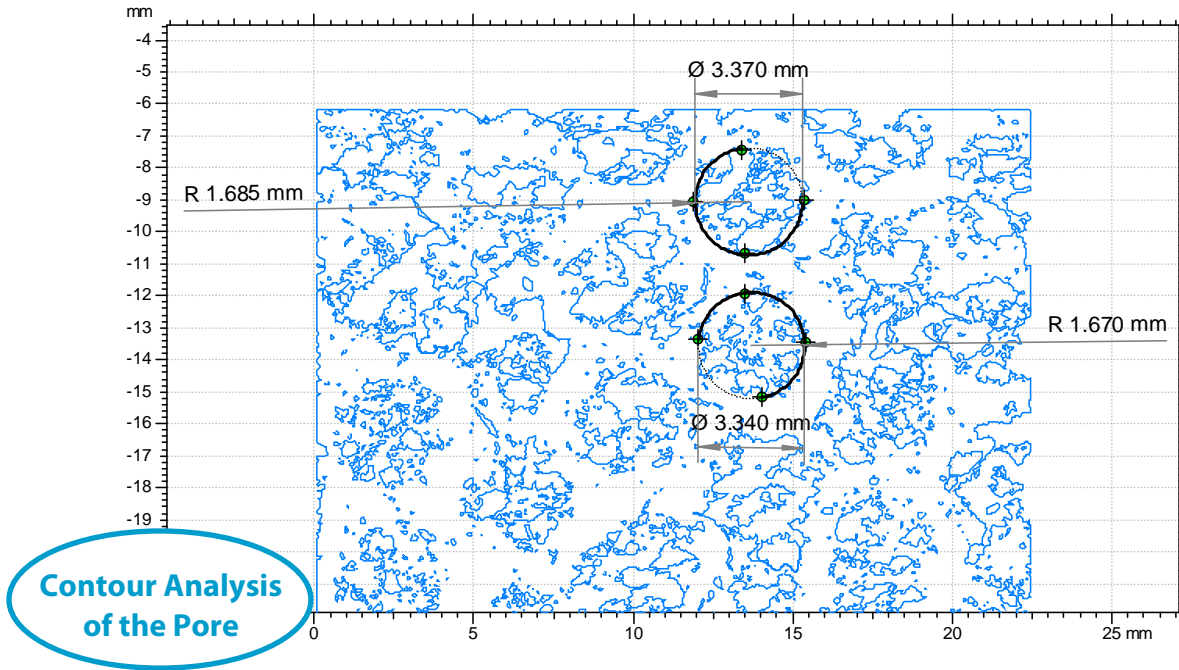 mm
-4
-5
Ø 3.370 mm
-6
-7
-8
R 1.685 mm
-9
-10
-11
-12
-13
R 1.670 mm
-14
-15
-16
Ø 3.340 mm
-17
-18
-19
Contour Analysis
of the Pore
0 5 10 15 20 25 mm